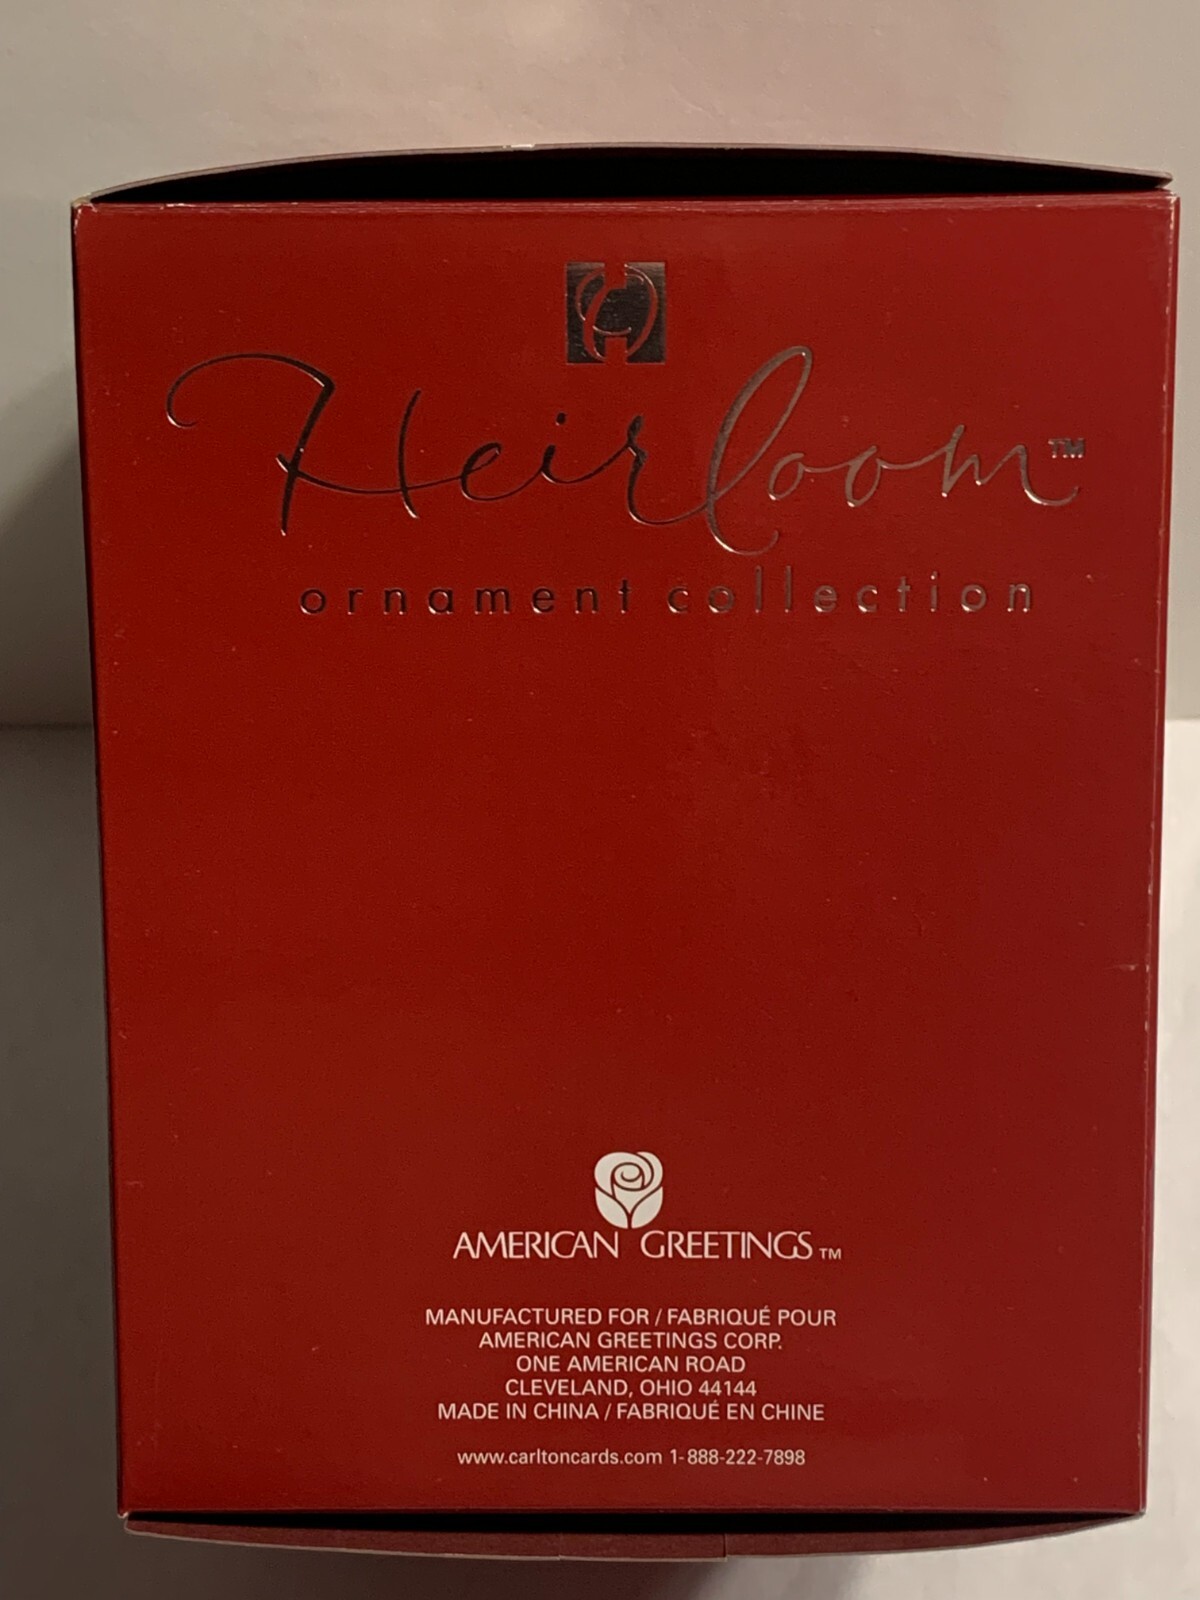 Heirloom™
ornament collection
AMERICAN GREETINGS™
MANUFACTURED FOR / FABRIQUÉ POUR
AMERICAN GREETINGS CORP.
ONE AMERICAN ROAD
CLEVELAND, OHIO 44144
MADE IN CHINA / FABRIQUÉ EN CHINE
www.carltoncards.com 1-888-222-7898